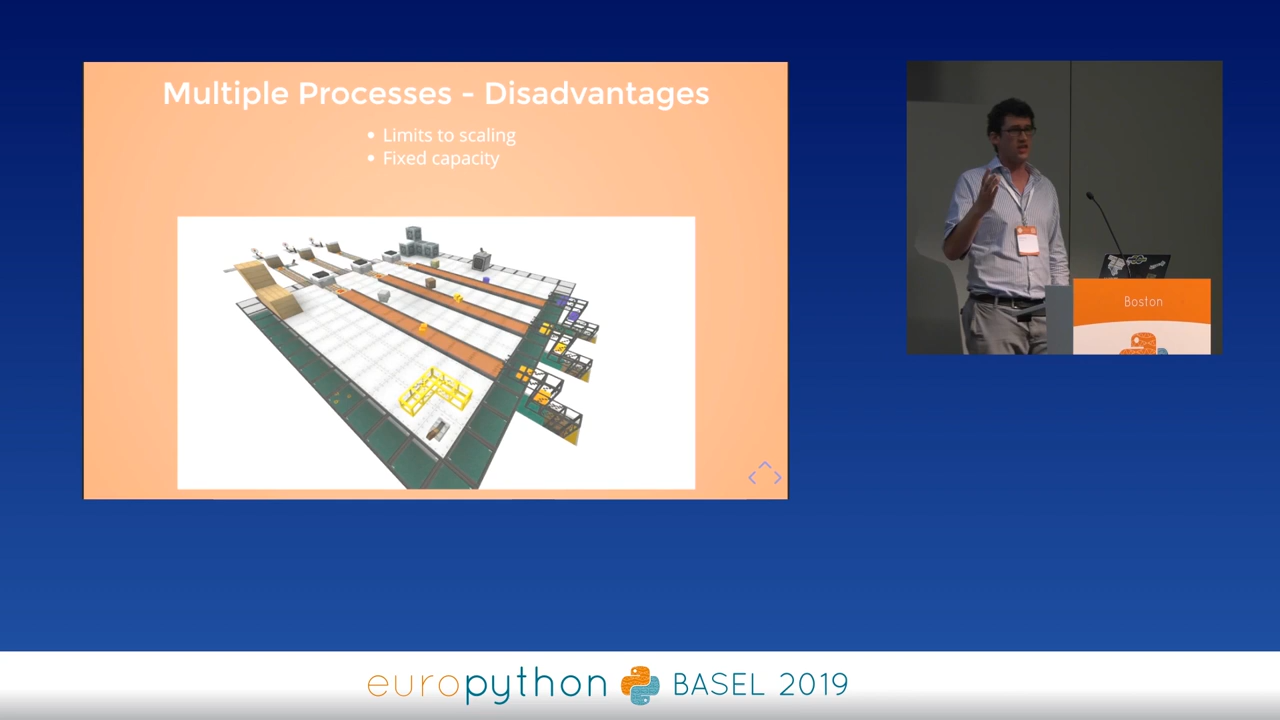 Multiple Processes - Disadvantages
• Limits to scaling
• Fixed capacity
Boston
europython BASEL 2019